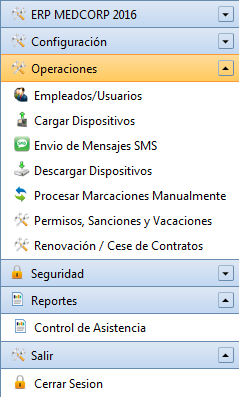 ERP MEDCORP 2016
Configuración
Operaciones
Empleados/Usuarios
Cargar Dispositivos
Envio de Mensajes SMS
Descargar Dispositivos
Procesar Marcaciones Manualmente
Permisos, Sanciones y Vacaciones
Renovación / Cese de Contratos
Seguridad
Reportes
Control de Asistencia
Salir
Cerrar Sesion